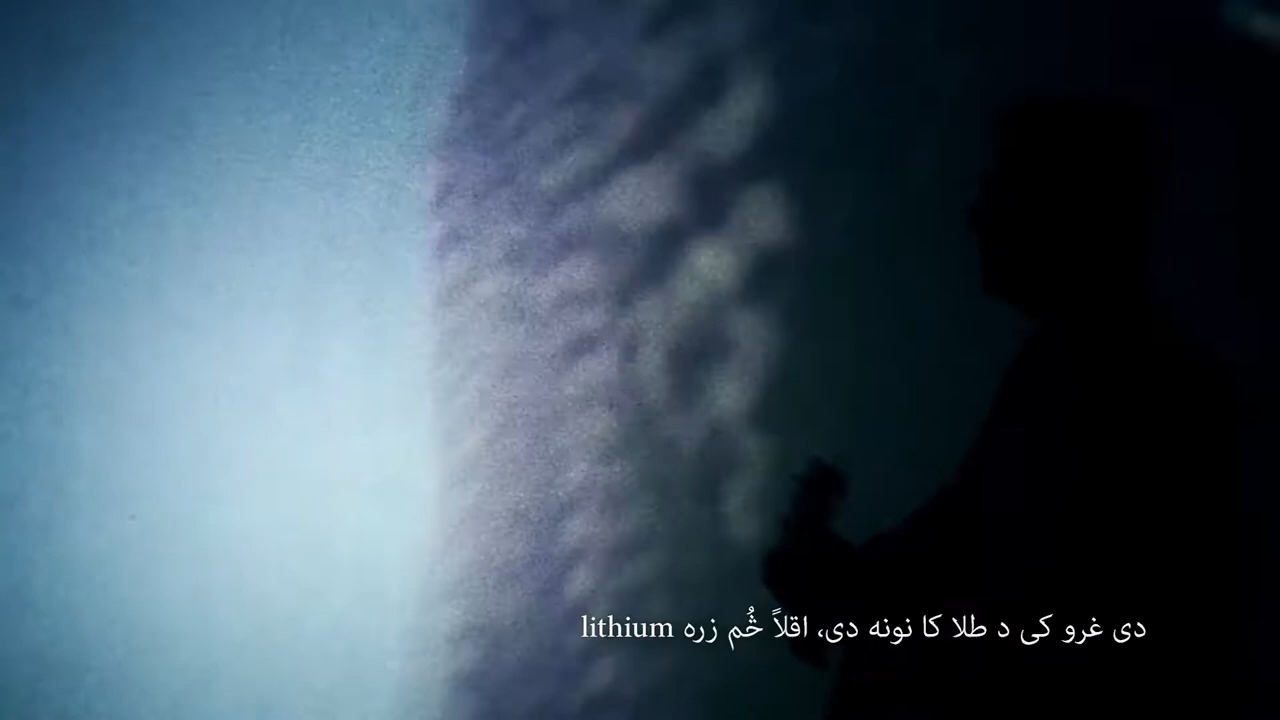 دی غرو کی د طلا کا نونه دی، اقلاً څُم زره lithium